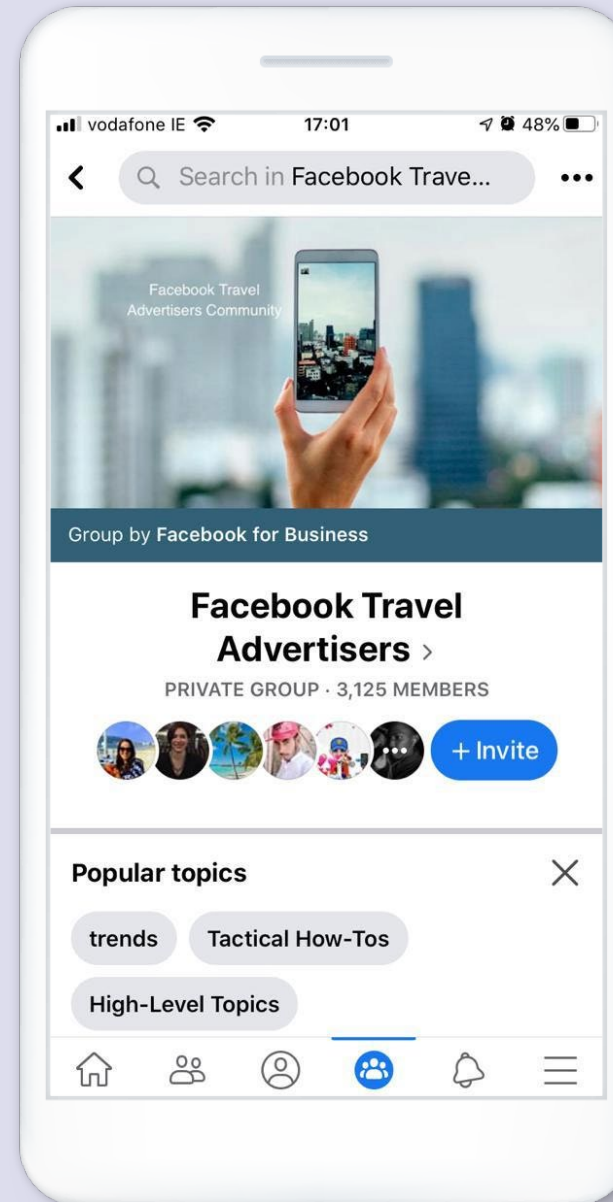 vodafone IE
17:01
48%
Search in Facebook Trave...
Facebook Travel
Advertisers Community
Group by Facebook for Business
Facebook Travel
Advertisers >
PRIVATE GROUP · 3,125 MEMBERS
+ Invite
Popular topics
trends
Tactical How-Tos
High-Level Topics